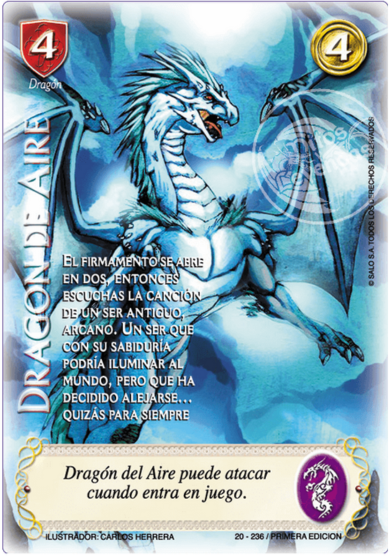 4
4
Dragón
DRAGÓN DE AIRE
EL FIRMAMENTO SE ABRE
EN DOS, ENTONCES
ESCUCHAS LA CANCIÓN
DE UN SER ANTIGUO,
ARCANO. UN SER QUE
CON SU SABIDURÍA
PODRÍA ILUMINAR AL
MUNDO, PERO QUE HA
DECIDIDO ALEJARSE...
QUIZÁS PARA SIEMPRE
© SALO S.A. TODOS LOS DERECHOS RESERVADOS
Dragón del Aire puede atacar
cuando entra en juego.
ILUSTRADOR: CARLOS HERRERA
20 - 236 / PRIMERA EDICION